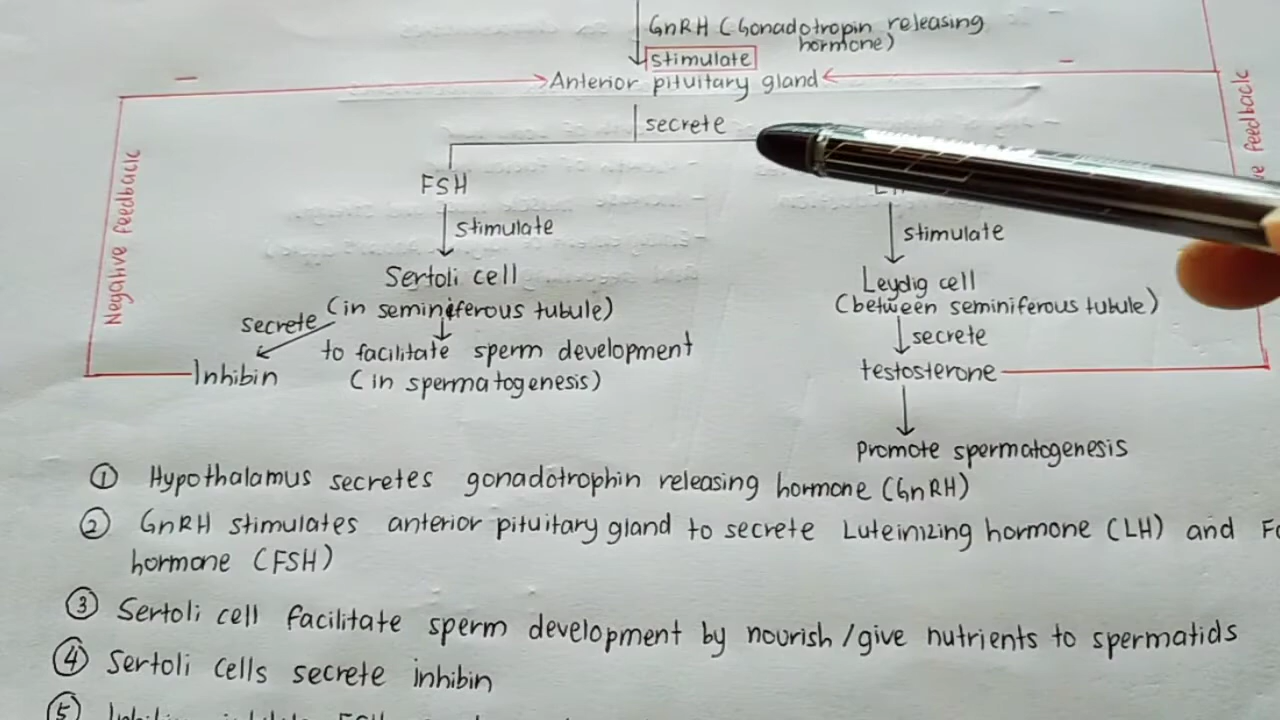 GnRH (Gonadotropin releasing
hormone)
stimulate
Anterior pituitary gland
secrete
FSH
stimulate
stimulate
Sertoli cell
(in seminiferous tubule)
Leydig cell
(between seminiferous tubule)
secrete
secrete
to facilitate sperm development
(in spermatogenesis)
Inhibin
testosterone
promote spermatogenesis
Negative feedback
feedback
① Hypothalamus secretes gonadotrophin releasing hormone (GnRH)
② GnRH stimulates anterior pituitary gland to secrete Luteinizing hormone (LH) and
hormone (FSH)
③ Sertoli cell facilitate sperm development by nourish/give nutrients to spermatids
④ Sertoli cells secrete inhibin
⑤